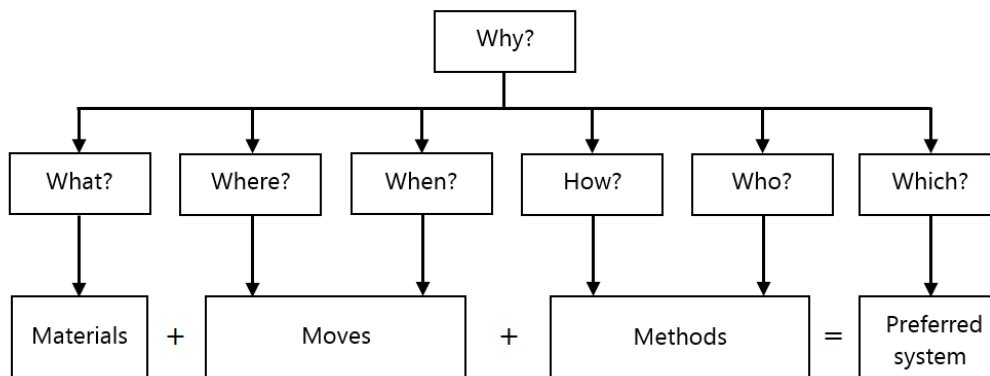 Why?
What?
Where?
When?
How?
Who?
Which?
Materials
+
Moves
+
Methods
=
Preferred
system